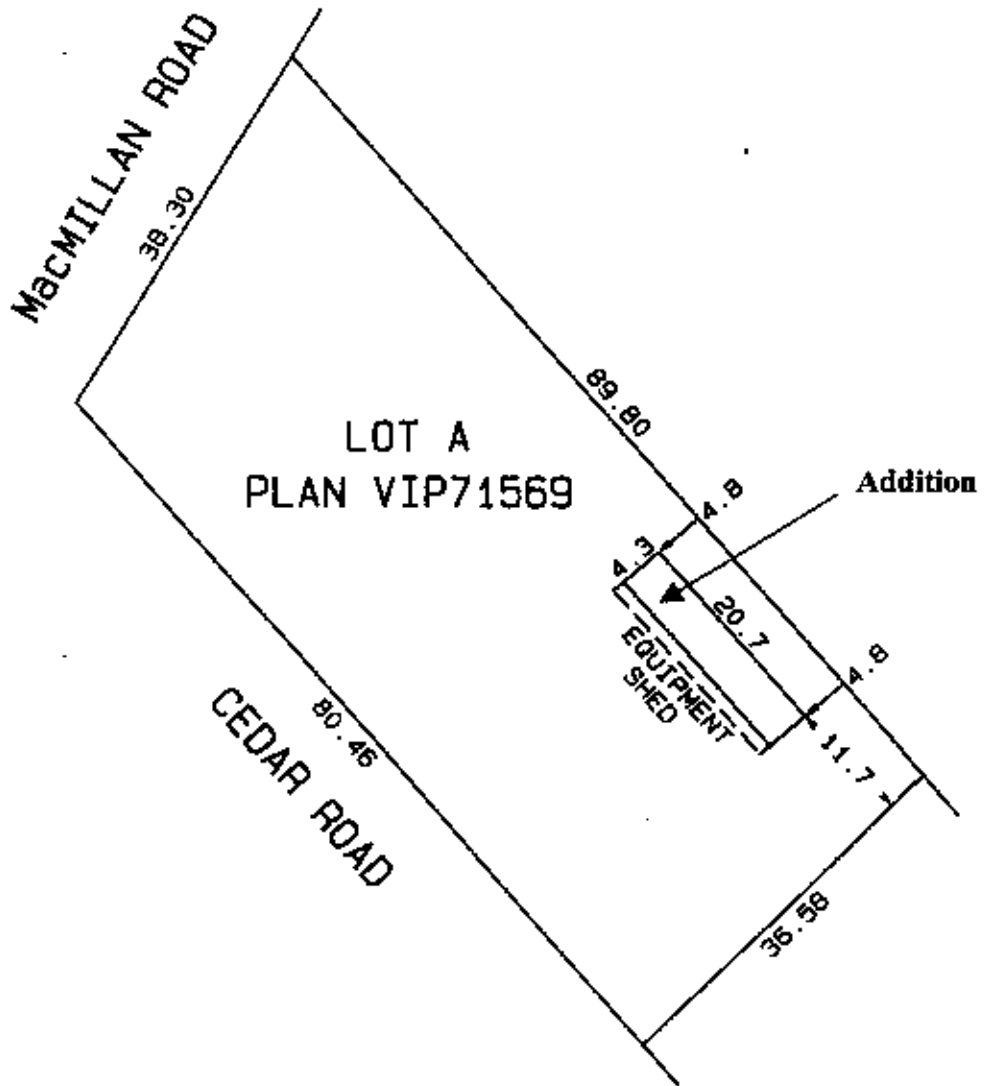 MacMILLAN ROAD
38.30
89.80
LOT A
PLAN VIP71569
4.8
Addition
4.3
20.7
EQUIPMENT
SHED
4.8
11.7
80.46
CEDAR ROAD
36.58